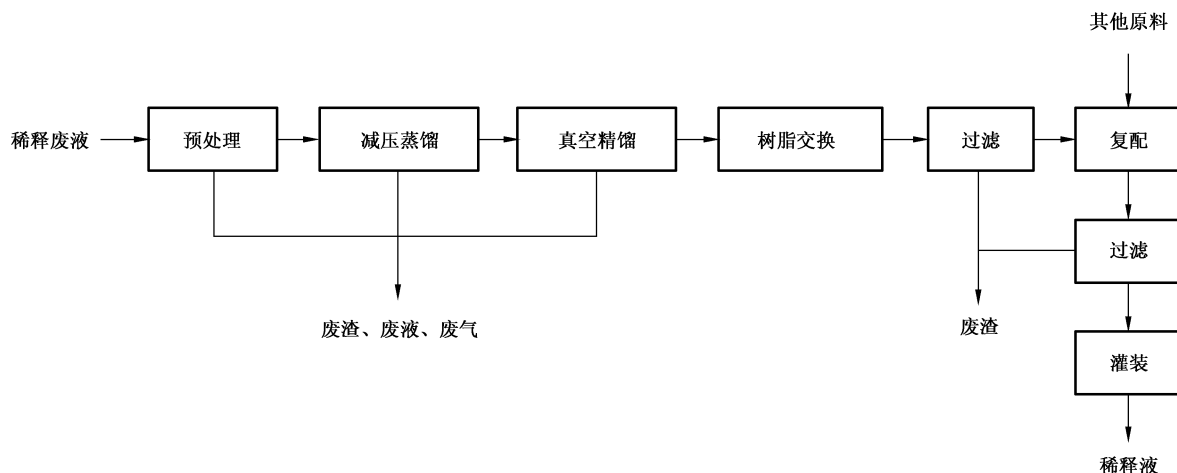 其他原料
稀释废液
预处理
减压蒸馏
真空精馏
树脂交换
过滤
复配
过滤
废渣、废液、废气
废渣
灌装
稀释液